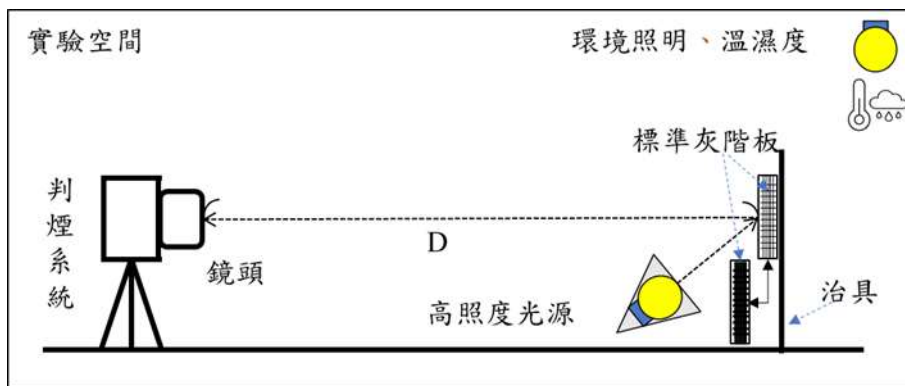 實驗空間
環境照明、溫濕度
標準灰階板
判煙系統
D
鏡頭
高照度光源
治具